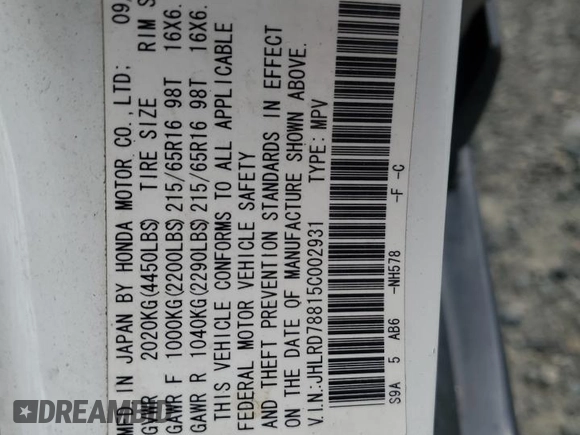 MFD IN JAPAN BY HONDA MOTOR CO.,LTD; 09/
GVWR 2020KG(4450LBS) TIRE SIZE RIM S
GAWR F 1000KG(2200LBS)215/65R16 98T 16X6.
GAWR R 1040KG(2290LBS)215/65R16 98T 16X6.
THIS VEHICLE CONFORMS TO ALL APPLICABLE
FEDERAL MOTOR VEHICLE SAFETY
AND THEFT PREVENTION STANDARDS IN EFFECT
ON THE DATE OF MANUFACTURE SHOWN ABOVE.
V.I.N.:JHLRD78815C002931 TYPE: MPV
S9A 5 AB6 -NH578 -F -C
DREAMBID